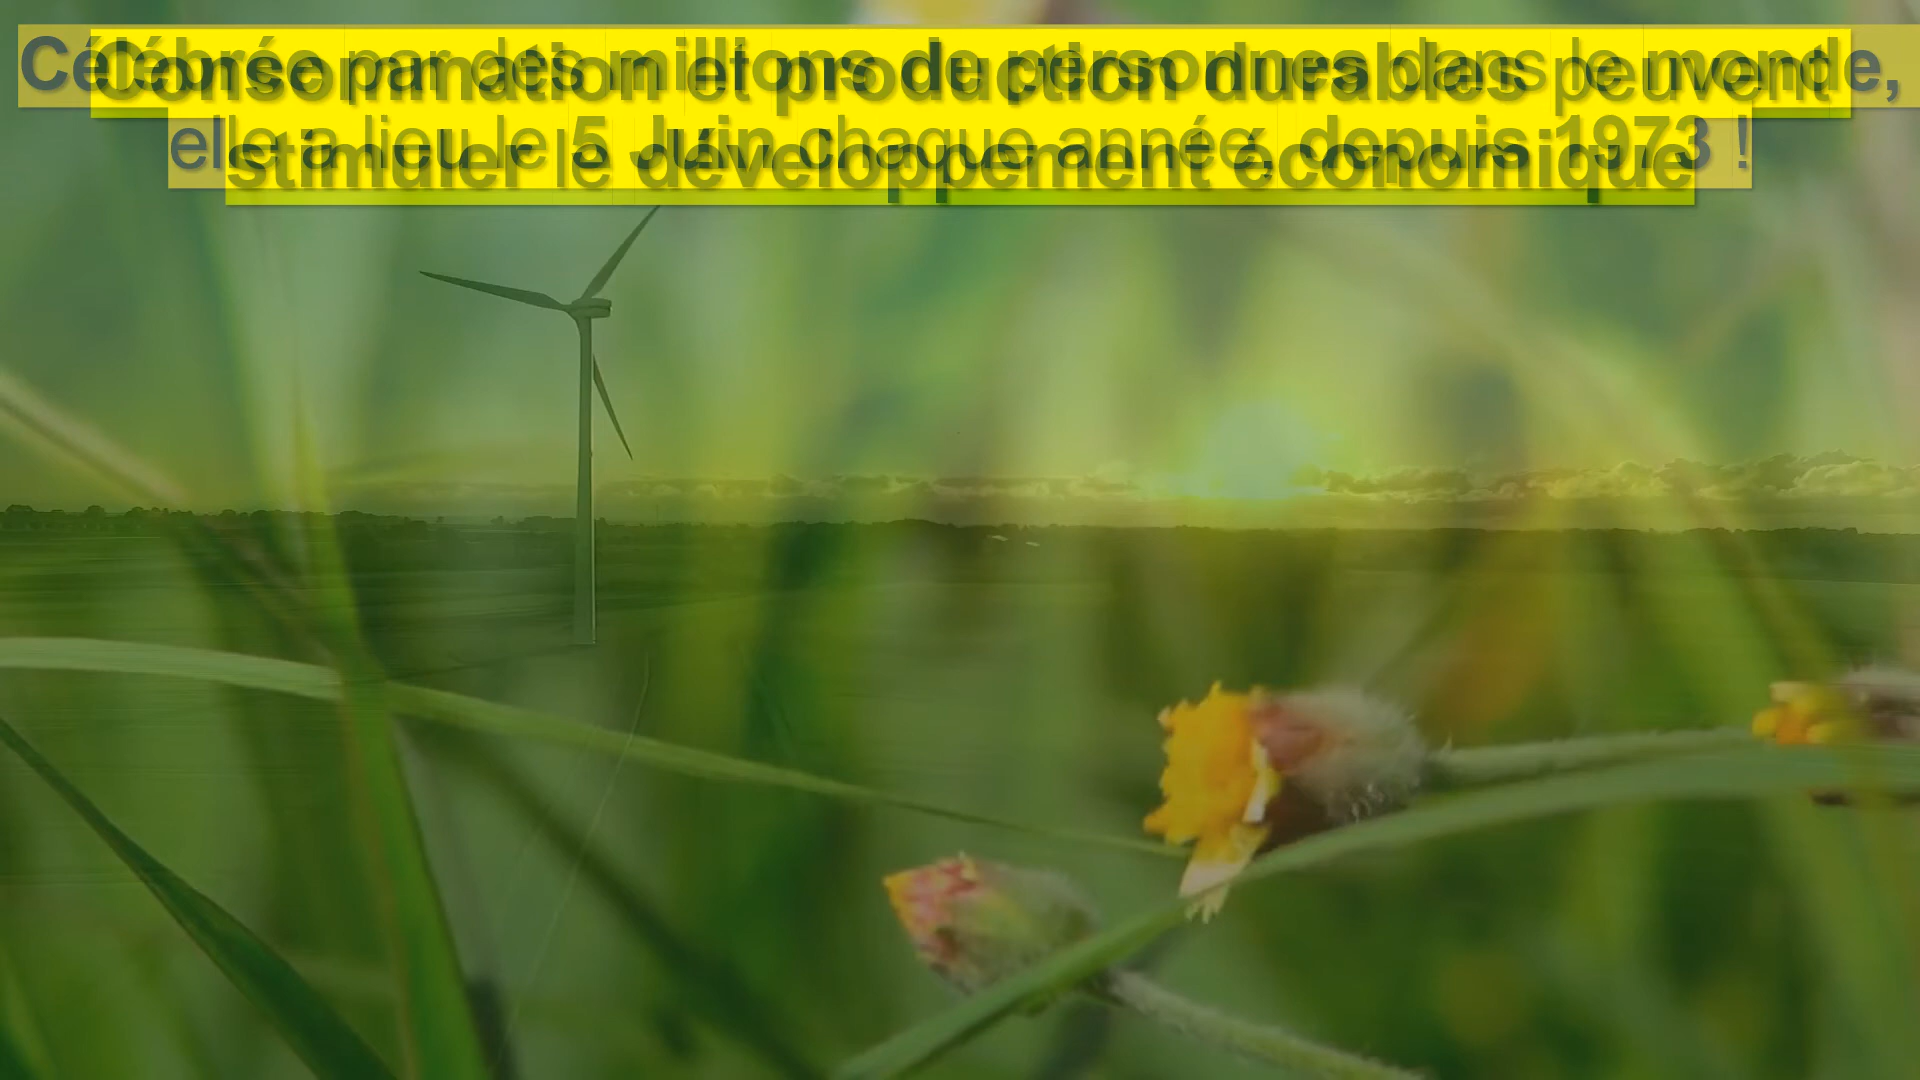 Célébrée par des millions de personnes dans le monde,
elle a lieu le 5 Juin chaque année, depuis 1973 !
Consommation et production durables peuvent
stimuler le développement économique